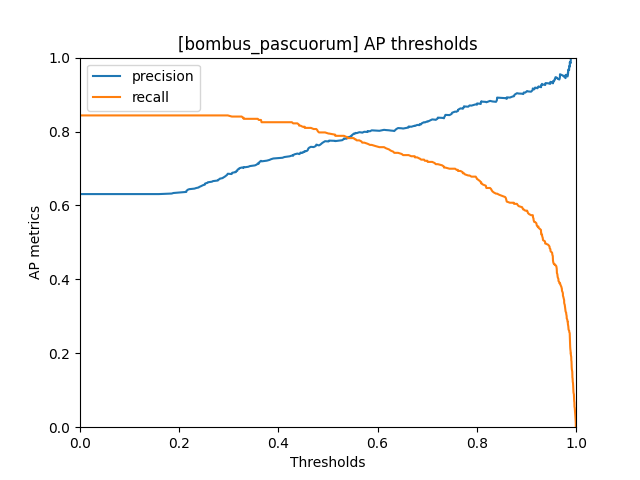 [bombus_pascuorum] AP thresholds
precision
recall
AP metrics
1.0
0.8
0.6
0.4
0.2
0.0
0.0 0.2 0.4 0.6 0.8 1.0
Thresholds